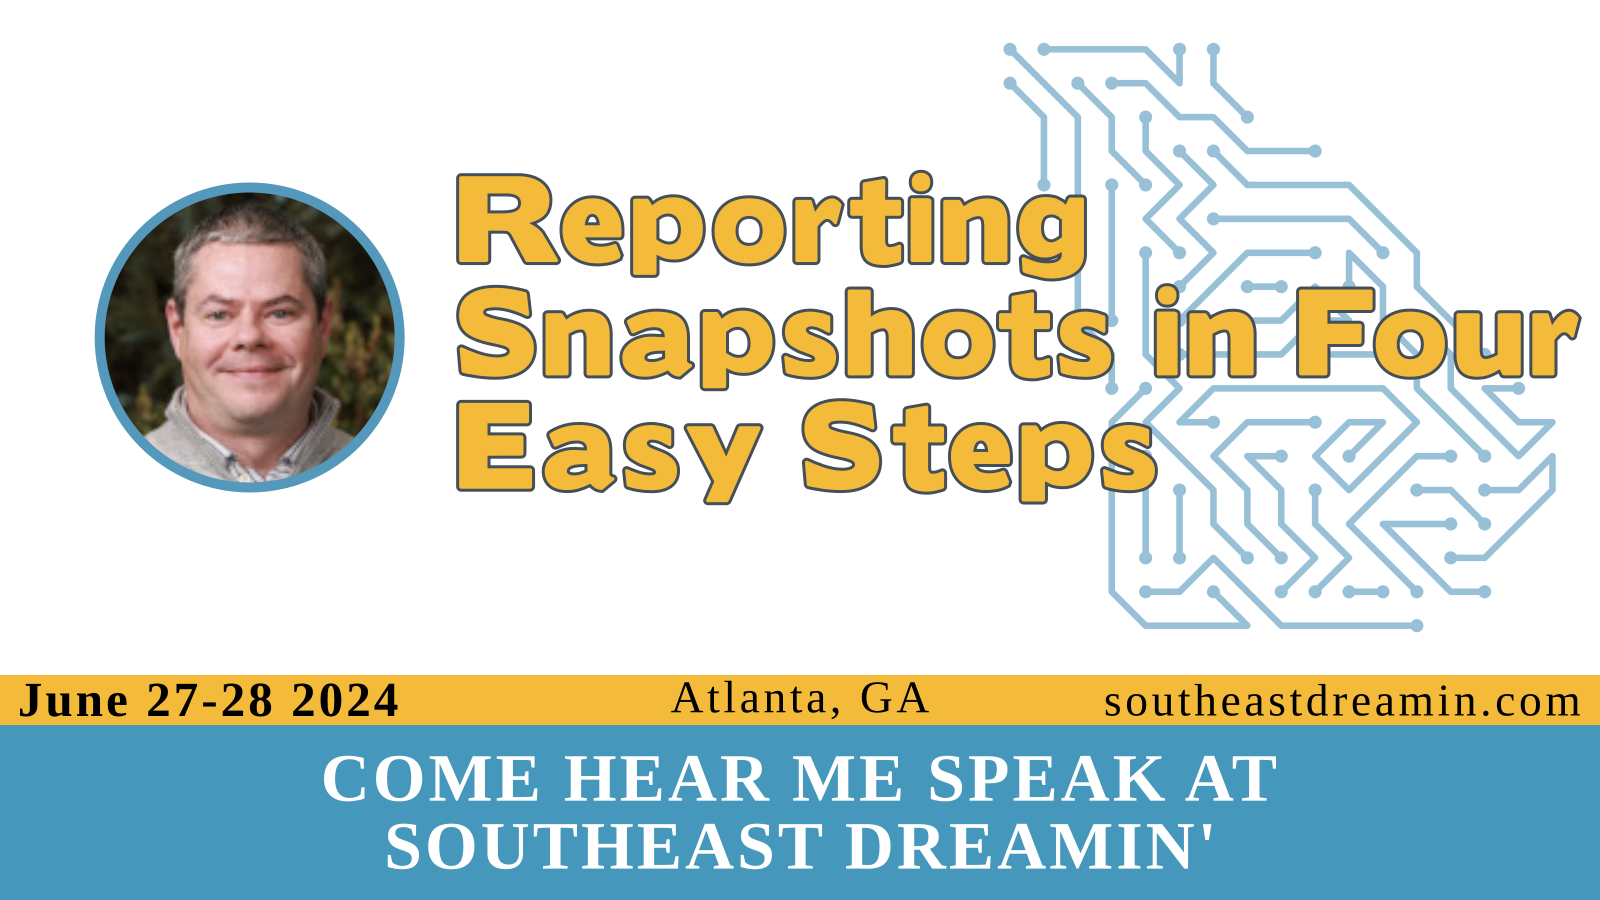 Reporting
Snapshots in Four
Easy Steps
June 27-28 2024
Atlanta, GA
southeastdreamin.com
COME HEAR ME SPEAK AT
SOUTHEAST DREAMIN'